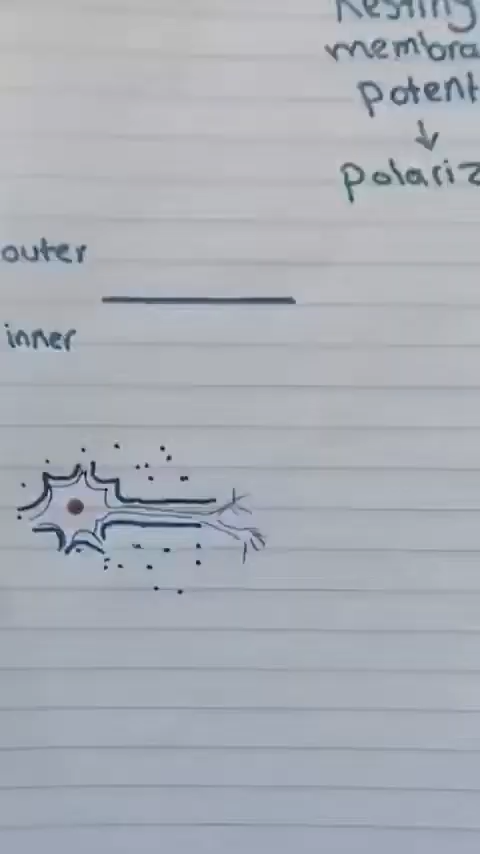 Resting
membra
potent
polariz
outer
inner